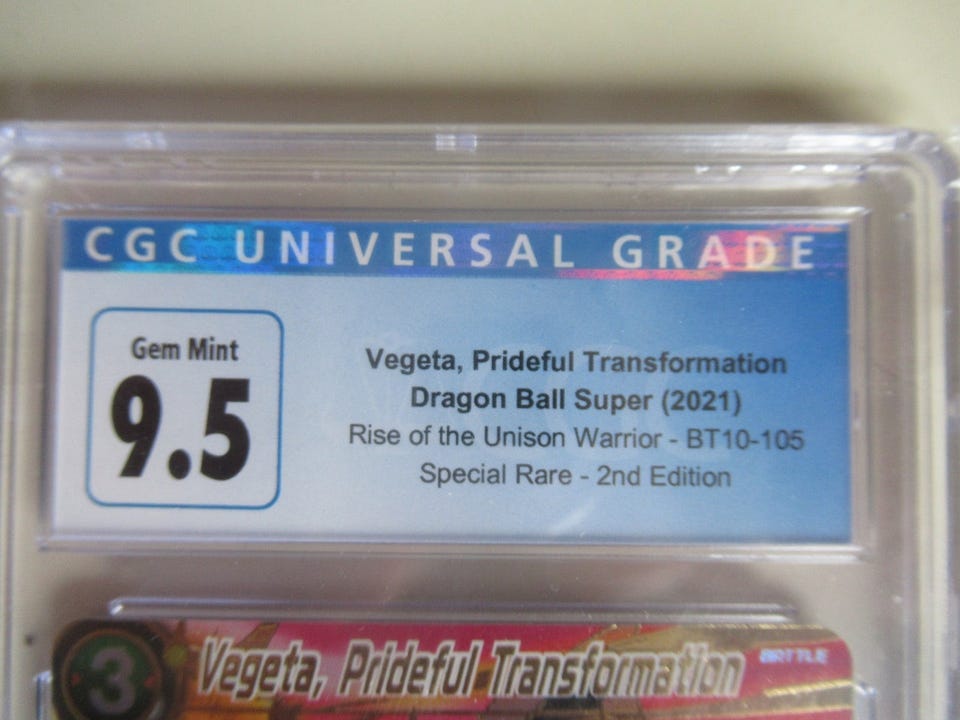 CGC UNIVERSAL GRADE
Gem Mint
9.5
Vegeta, Prideful Transformation
Dragon Ball Super (2021)
Rise of the Unison Warrior - BT10-105
Special Rare - 2nd Edition
3
Vegeta, Prideful Transformation
BATTLE